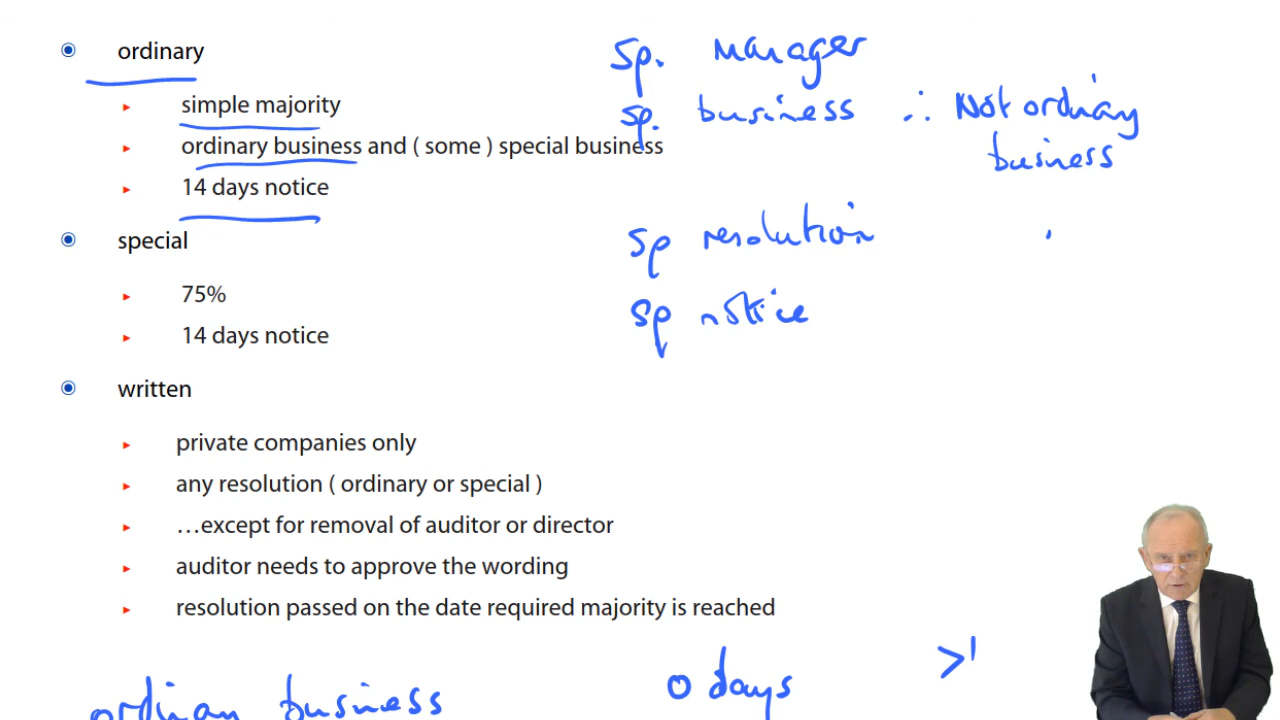 ordinary
simple majority
ordinary business and ( some ) special business
14 days notice
special
75%
14 days notice
written
private companies only
any resolution ( ordinary or special )
…except for removal of auditor or director
auditor needs to approve the wording
resolution passed on the date required majority is reached
sp. manager
sp. business ∴ Not ordinary
business
sp resolution
sp notice
business
0 days
>